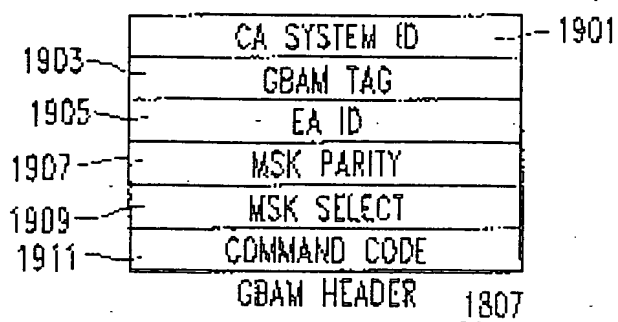 CA SYSTEM ID 1901
1903 GBAM TAG
1905 EA ID
1907 MSK PARITY
1909 MSK SELECT
1911 COMMAND CODE
GBAM HEADER 1807